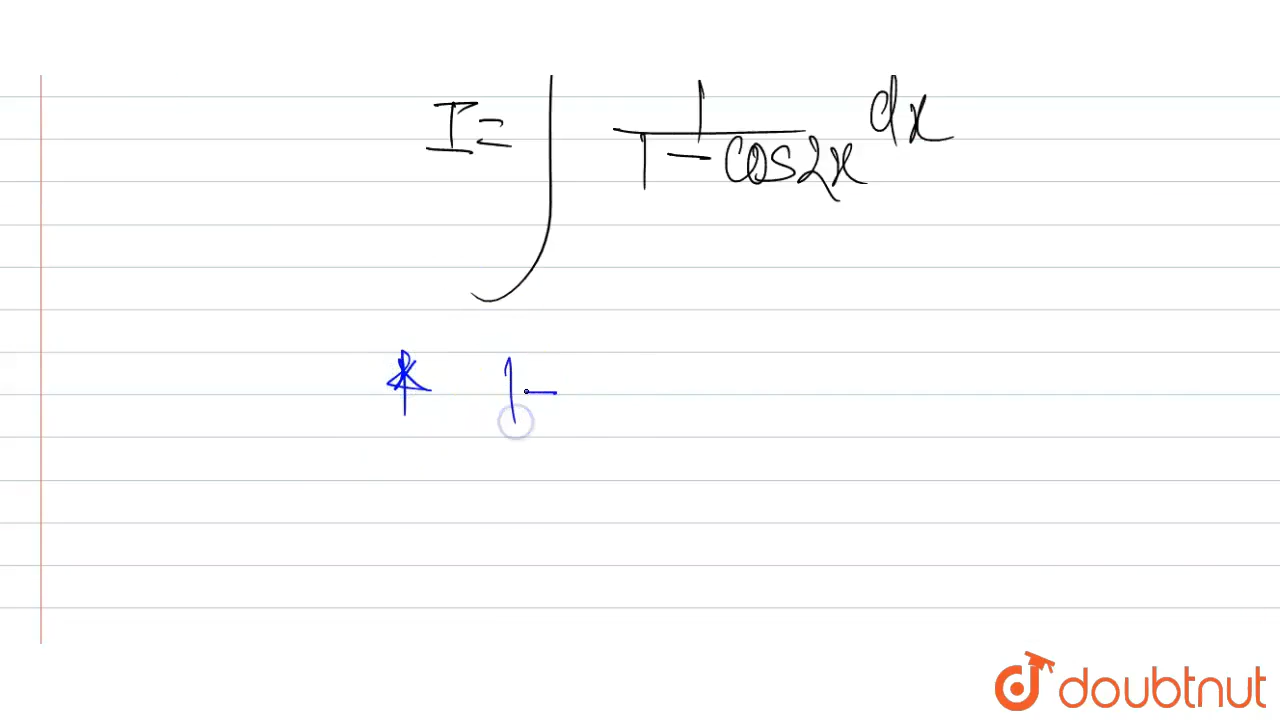 I = ∫ 1/(1 - cos2x) dx
* 1-
doubtnut